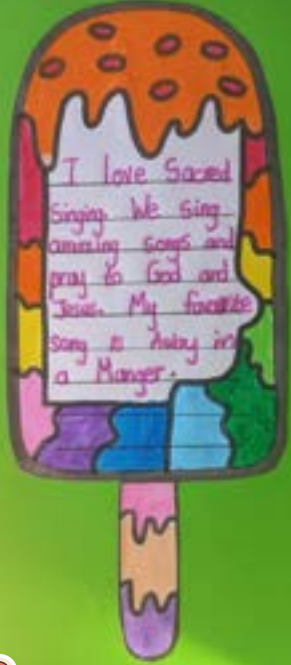 I love Sacred
Singing. We sing
amazing songs and
pray to God and
Jesus. My favourite
song is Away in
a Manger.